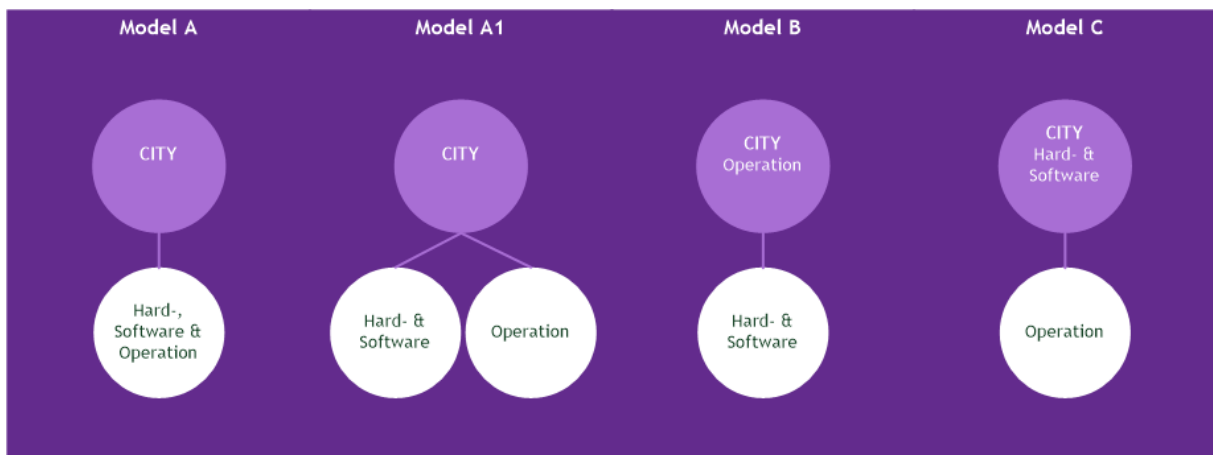 Model A
Model A1
Model B
Model C
CITY
CITY
CITY
Operation
CITY
Hard- &
Software
Hard-,
Software &
Operation
Hard- &
Software
Operation
Hard- &
Software
Operation